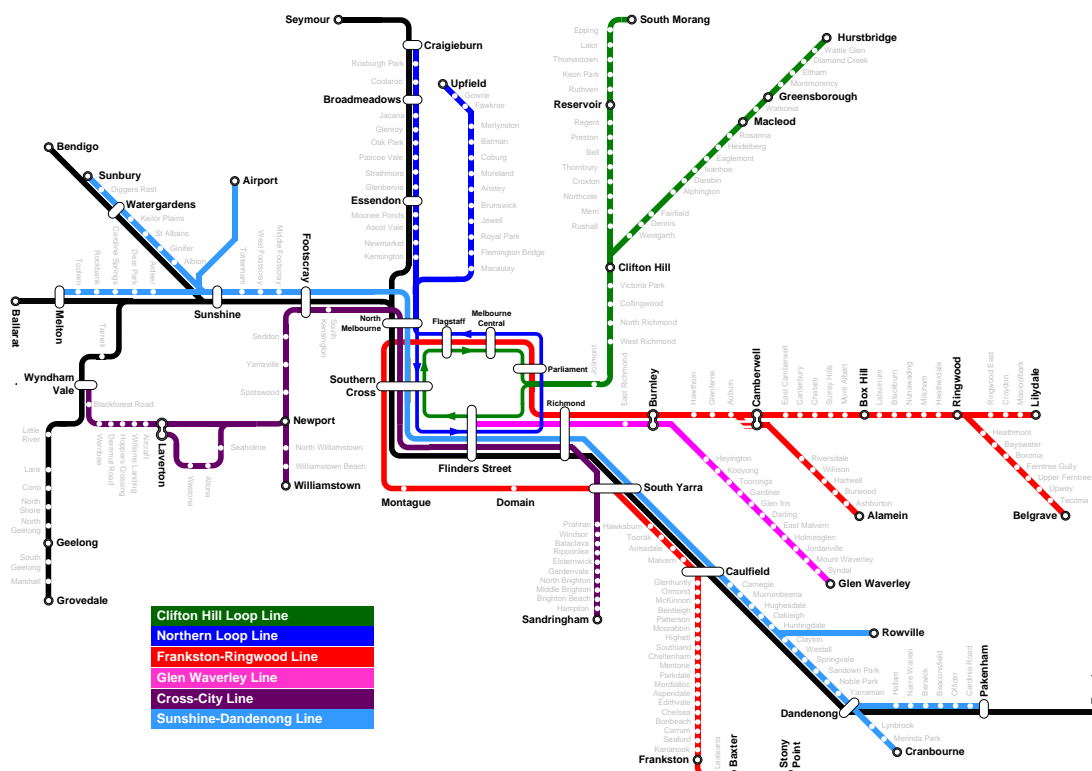 Seymour
Craigieburn
Roxburgh Park
Coolaroo
Broadmeadows
Jacana
Glenroy
Oak Park
Pascoe Vale
Strathmore
Glenbervie
Essendon
Moonee Ponds
Ascot Vale
Newmarket
Kensington
Upfield
Gowrie
Fawkner
Merlynston
Batman
Coburg
Moreland
Anstey
Brunswick
Jewell
Royal Park
Flemington Bridge
Macaulay
South Morang
Epping
Lalor
Thomastown
Keon Park
Ruthven
Reservoir
Regent
Preston
Bell
Thornbury
Croxton
Northcote
Merri
Rushall
Clifton Hill
Victoria Park
Collingwood
North Richmond
West Richmond
Jolimont
Hurstbridge
Wattle Glen
Diamond Creek
Eltham
Montmorency
Greensborough
Watsonia
Macleod
Rosanna
Heidelberg
Eaglemont
Ivanhoe
Darebin
Alphington
Fairfield
Dennis
Westgarth
Bendigo
Sunbury
Diggers Rest
Watergardens
Keilor Plains
St Albans
Ginifer
Albion
Airport
Toolern
Rockbank
Caroline Springs
Deer Park
Ardeer
Tottenham
West Footscray
Middle Footscray
Footscray
Ballarat
Melton
Sunshine
Tarneit
Wyndham
Vale
Blackforest Road
Werribee
Derrimut Road
Hoppers Crossing
Williams Landing
Aircraft
Laverton
Westona
Altona
Seaholme
Seddon
Yarraville
Spotswood
Newport
North Williamstown
Williamstown Beach
Williamstown
South
Kensington
Little
River
Lara
Corio
North
Shore
North
Geelong
Geelong
South
Geelong
Marshall
Grovedale
North
Melbourne
Flagstaff
Melbourne
Central
Parliament
Southern
Cross
Flinders Street
Richmond
Montague
Domain
South Yarra
East Richmond
Burnley
Hawthorn
Glenferrie
Auburn
Camberwell
East Camberwell
Canterbury
Chatham
Surrey Hills
Mont Albert
Box Hill
Laburnum
Blackburn
Nunawading
Mitcham
Heatherdale
Ringwood
Ringwood East
Croydon
Mooroolbark
Lilydale
Heathmont
Bayswater
Boronia
Ferntree Gully
Upper Ferntree
Upwey
Tecoma
Belgrave
Riversdale
Willison
Hartwell
Burwood
Ashburton
Alamein
Heyington
Kooyong
Tooronga
Gardiner
Glen Iris
Darling
East Malvern
Holmesglen
Jordanville
Mount Waverley
Syndal
Glen Waverley
Prahran
Windsor
Balaclava
Ripponlea
Elsternwick
Gardenvale
North Brighton
Middle Brighton
Brighton Beach
Hampton
Sandringham
Hawksburn
Toorak
Armadale
Malvern
Caulfield
Glenhuntly
Ormond
McKinnon
Bentleigh
Patterson
Moorabbin
Highett
Southland
Cheltenham
Mentone
Parkdale
Mordialloc
Aspendale
Edithvale
Chelsea
Bonbeach
Carrum
Seaford
Kananook
Frankston
Leawarra
Baxter
Stony
Point
Carnegie
Murrumbeena
Hughesdale
Oakleigh
Huntingdale
Rowville
Clayton
Westall
Springvale
Sandown Park
Noble Park
Yarraman
Dandenong
Hallam
Narre Warren
Berwick
Beaconsfield
Officer
Cardinia Road
Pakenham
Lynbrook
Merinda Park
Cranbourne
Clifton Hill Loop Line
Northern Loop Line
Frankston-Ringwood Line
Glen Waverley Line
Cross-City Line
Sunshine-Dandenong Line